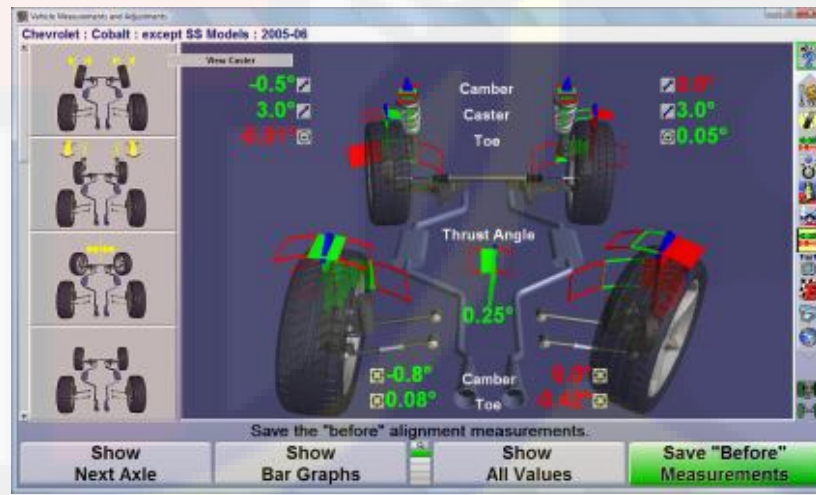 Vehicle Measurements and Adjustments
Chevrolet : Cobalt : except SS Models : 2005-06
View Caster
-0.5° Camber
3.0° Caster 3.0°
Toe 0.05°
Thrust Angle
0.25°
-0.8° Camber
0.08° Toe
Save the "before" alignment measurements.
Show Next Axle
Show Bar Graphs
Show All Values
Save "Before" Measurements